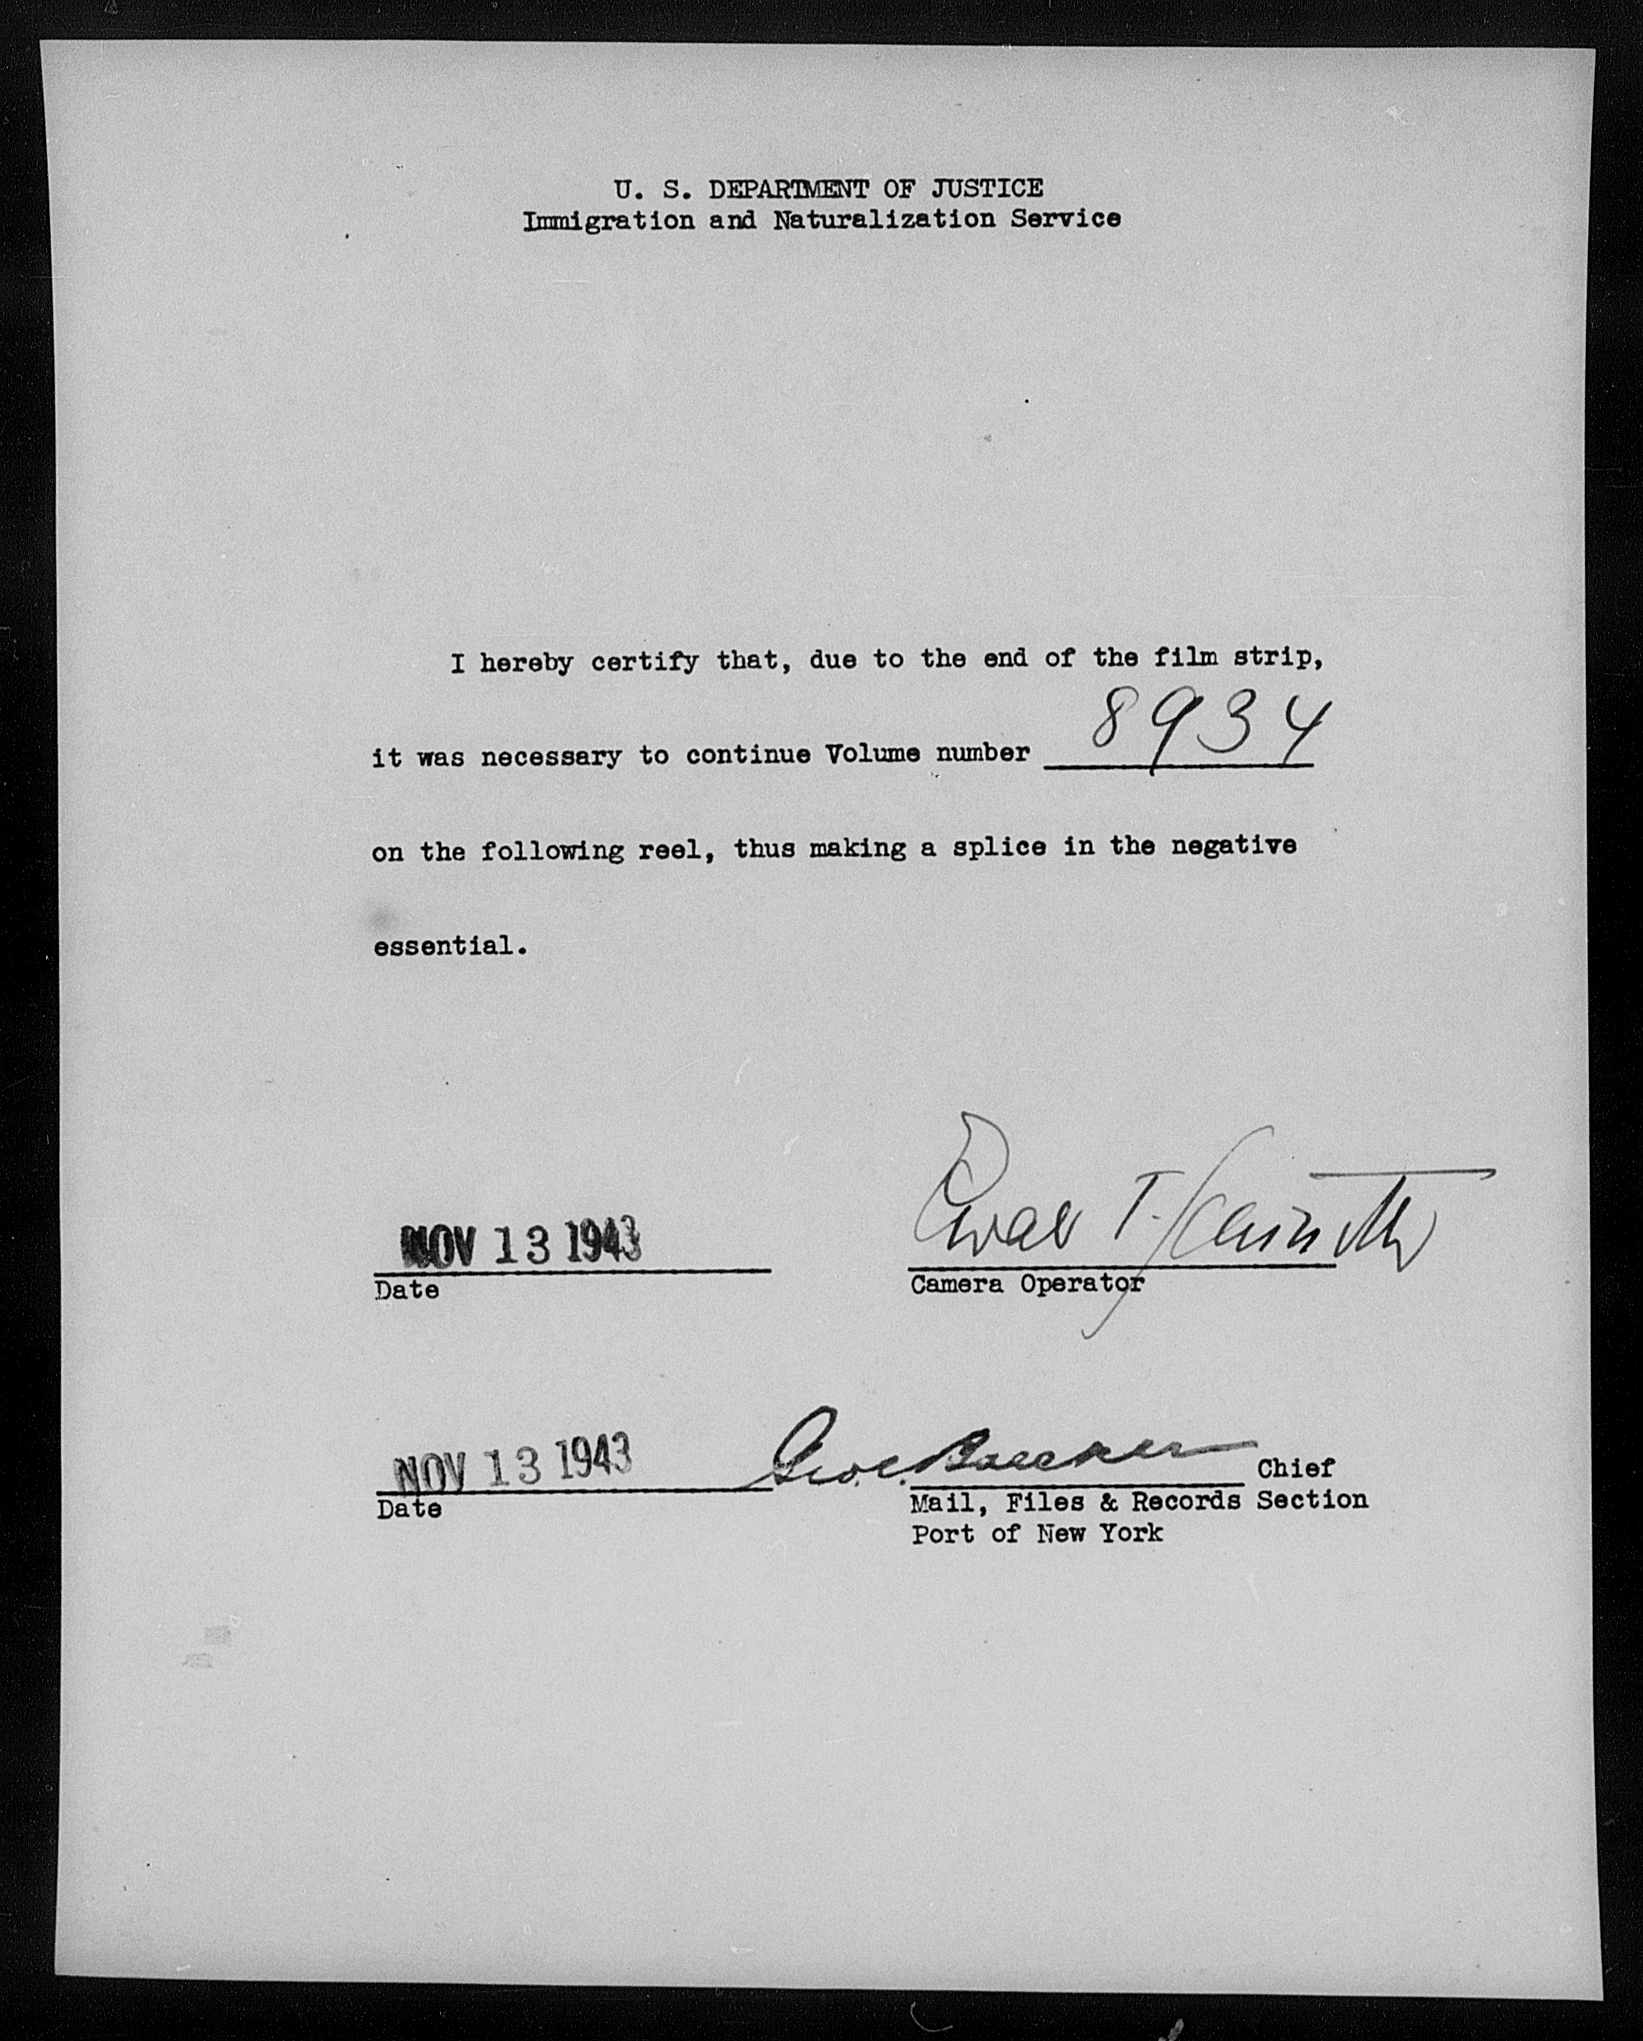 U. S. DEPARTMENT OF JUSTICE
Immigration and Naturalization Service
I hereby certify that, due to the end of the film strip,
it was necessary to continue Volume number 8934
on the following reel, thus making a splice in the negative
essential.
NOV 13 1943
Date
Camera Operator
NOV 13 1943
Date
Chief
Mail, Files & Records Section
Port of New York